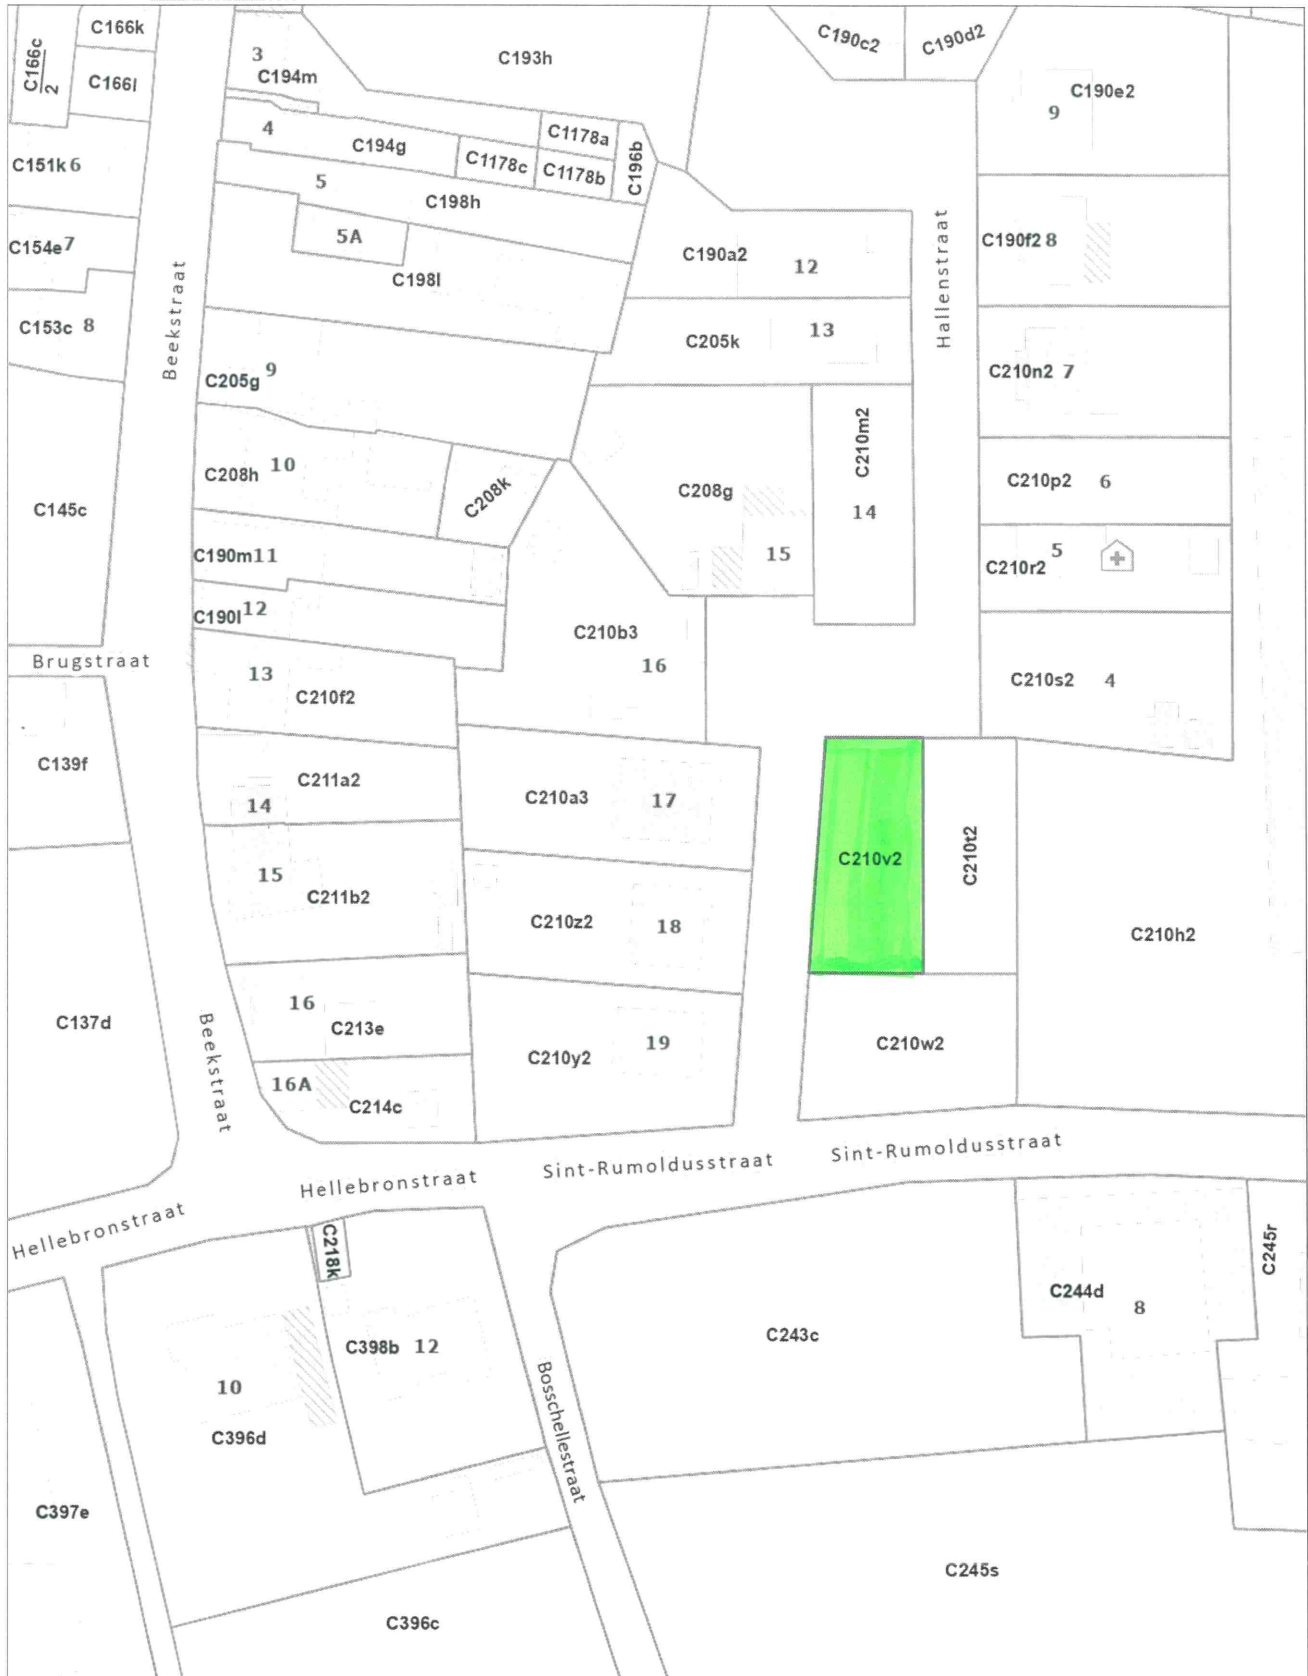 C166k
C166c
2
C166l
3
C194m
C193h
C190c2
C190d2
C190e2
9
4
C194g
C1178a
C1178c
C1178b
C196b
C151k 6
5
C198h
5A
C198l
C154e 7
C153c 8
Beekstraat
C190a2
12
Hallenstraat
C190f2 8
C205k
13
C205g 9
C210n2 7
C208h 10
C208k
C208g
15
C210m2
14
C210p2 6
C210r2 5
C145c
C190m 11
C190l 12
Brugstraat
13
C210f2
C210b3
16
C210s2 4
C139f
C211a2
14
C210a3 17
15
C211b2
C210z2 18
C210v2
C210t2
C210h2
C137d
16
C213e
C210y2 19
C210w2
Beekstraat
16A
C214c
Hellebronstraat
Hellebronstraat
Sint-Rumoldusstraat
Sint-Rumoldusstraat
C218k
C398b 12
10
C396d
Bosschellestraat
C243c
C244d
8
C245r
C397e
C396c
C245s